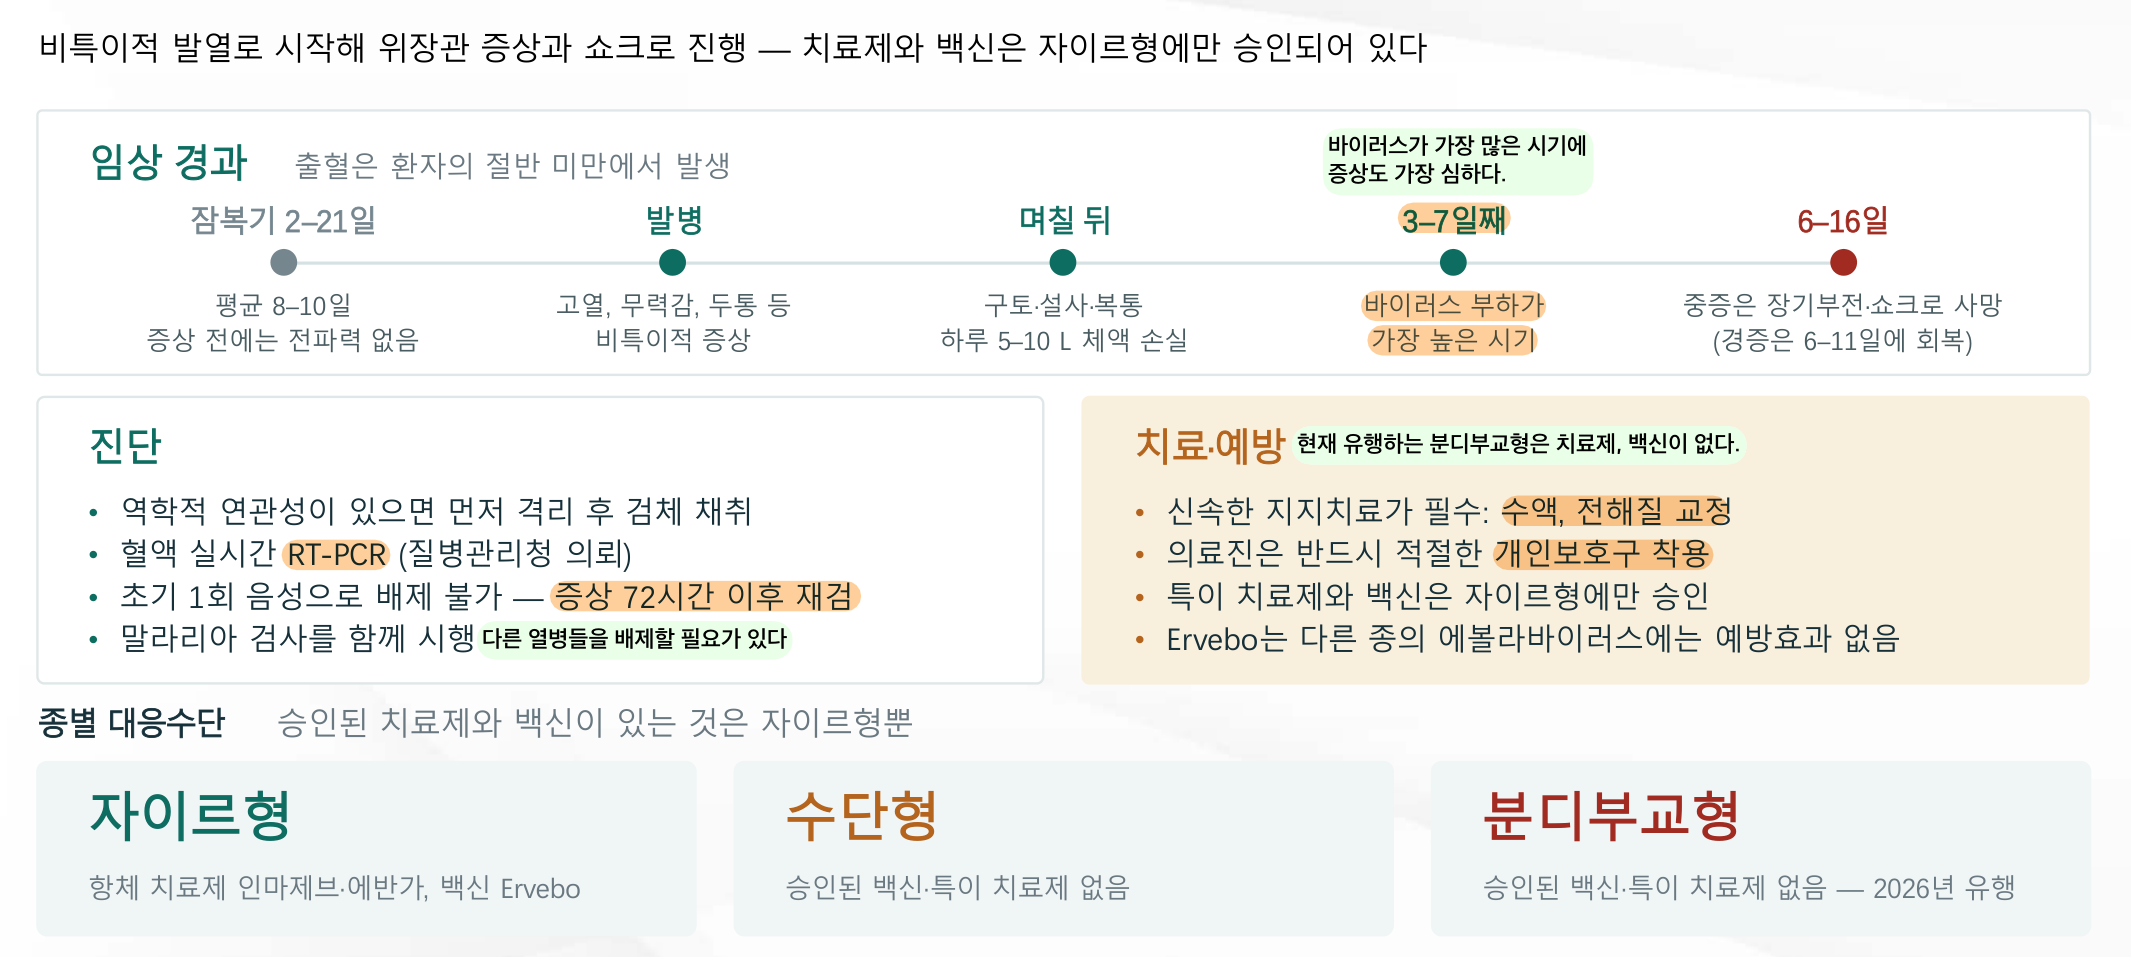 비특이적 발열로 시작해 위장관 증상과 쇼크로 진행 — 치료제와 백신은 자이르형에만 승인되어 있다
임상 경과 출혈은 환자의 절반 미만에서 발생
바이러스가 가장 많은 시기에
증상도 가장 심하다.
잠복기 2–21일
평균 8–10일
증상 전에는 전파력 없음
발병
고열, 무력감, 두통 등
비특이적 증상
며칠 뒤
구토·설사·복통
하루 5–10 L 체액 손실
3–7일째
바이러스 부하가
가장 높은 시기
6–16일
중증은 장기부전·쇼크로 사망
(경증은 6–11일에 회복)
진단
• 역학적 연관성이 있으면 먼저 격리 후 검체 채취
• 혈액 실시간 RT-PCR (질병관리청 의뢰)
• 초기 1회 음성으로 배제 불가 — 증상 72시간 이후 재검
• 말라리아 검사를 함께 시행 다른 열병들을 배제할 필요가 있다
치료·예방 현재 유행하는 분디부교형은 치료제, 백신이 없다.
• 신속한 지지치료가 필수: 수액, 전해질 교정
• 의료진은 반드시 적절한 개인보호구 착용
• 특이 치료제와 백신은 자이르형에만 승인
• Ervebo는 다른 종의 에볼라바이러스에는 예방효과 없음
종별 대응수단 승인된 치료제와 백신이 있는 것은 자이르형뿐
자이르형
항체 치료제 인마제브·에반가, 백신 Ervebo
수단형
승인된 백신·특이 치료제 없음
분디부교형
승인된 백신·특이 치료제 없음 — 2026년 유행